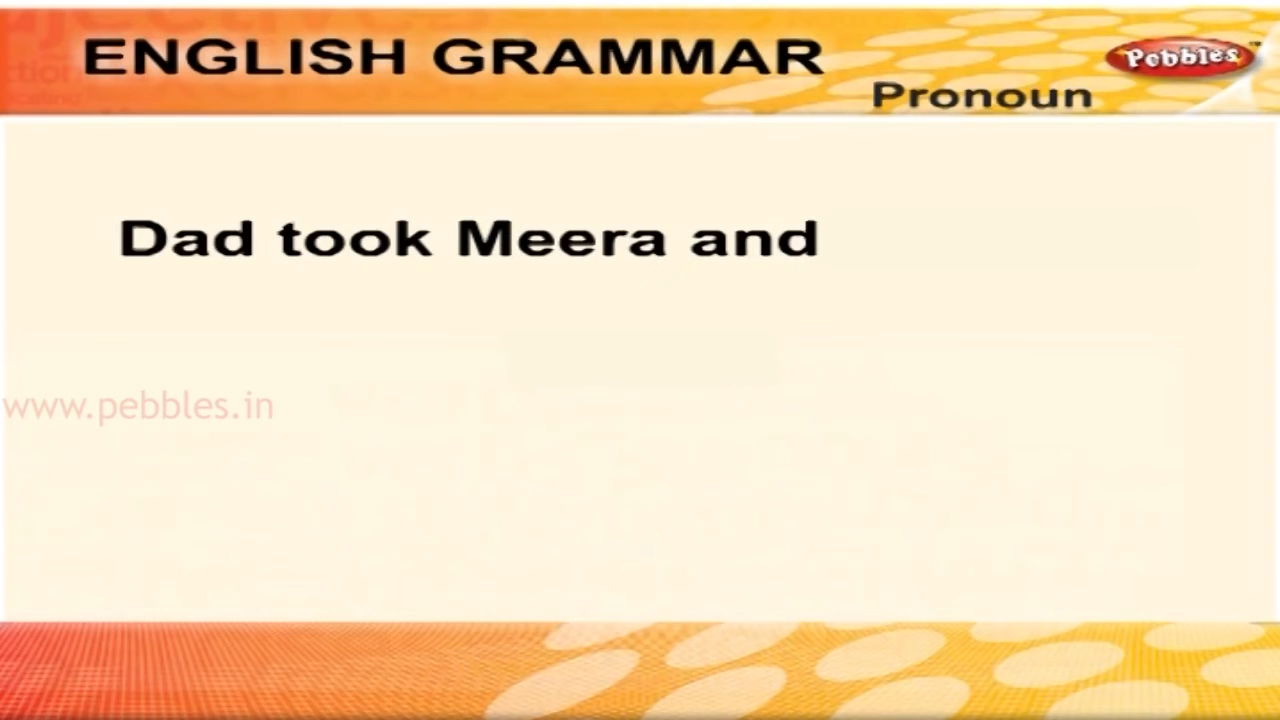 ENGLISH GRAMMAR
Pebbles
Pronoun
Dad took Meera and
www.pebbles.in